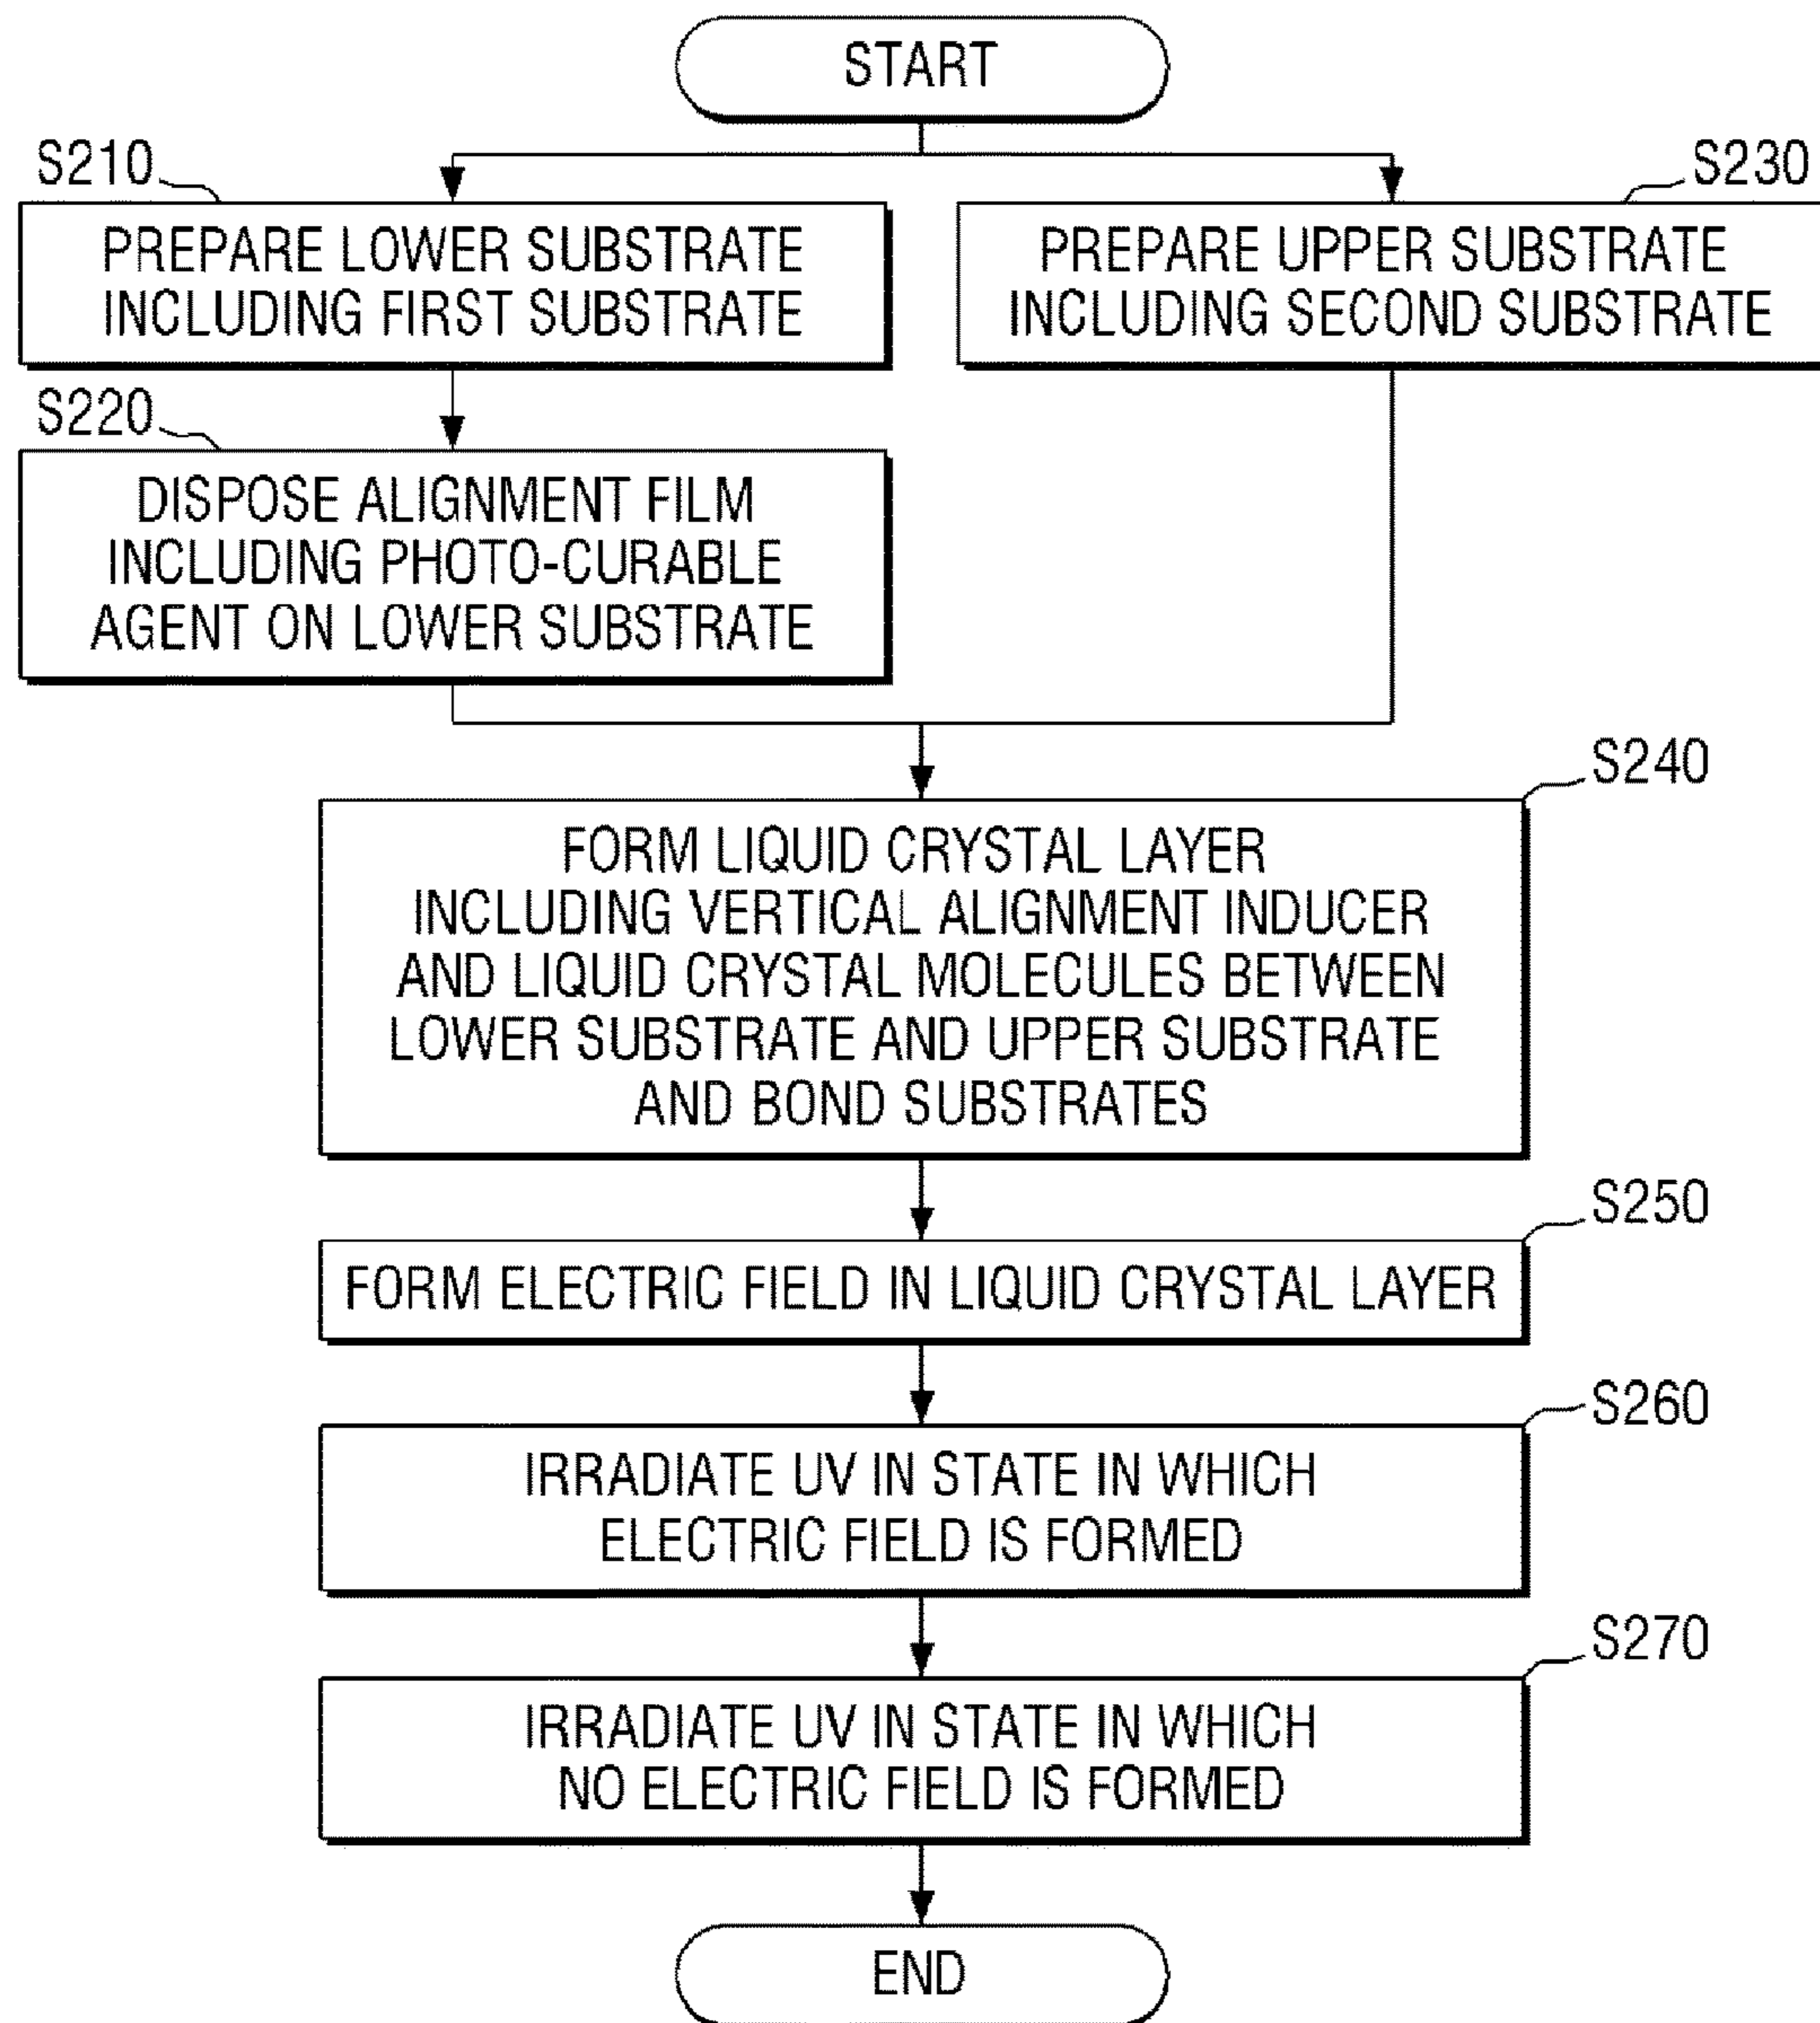 START
S210
PREPARE LOWER SUBSTRATE
INCLUDING FIRST SUBSTRATE
S230
PREPARE UPPER SUBSTRATE
INCLUDING SECOND SUBSTRATE
S220
DISPOSE ALIGNMENT FILM
INCLUDING PHOTO-CURABLE
AGENT ON LOWER SUBSTRATE
S240
FORM LIQUID CRYSTAL LAYER
INCLUDING VERTICAL ALIGNMENT INDUCER
AND LIQUID CRYSTAL MOLECULES BETWEEN
LOWER SUBSTRATE AND UPPER SUBSTRATE
AND BOND SUBSTRATES
S250
FORM ELECTRIC FIELD IN LIQUID CRYSTAL LAYER
S260
IRRADIATE UV IN STATE IN WHICH
ELECTRIC FIELD IS FORMED
S270
IRRADIATE UV IN STATE IN WHICH
NO ELECTRIC FIELD IS FORMED
END